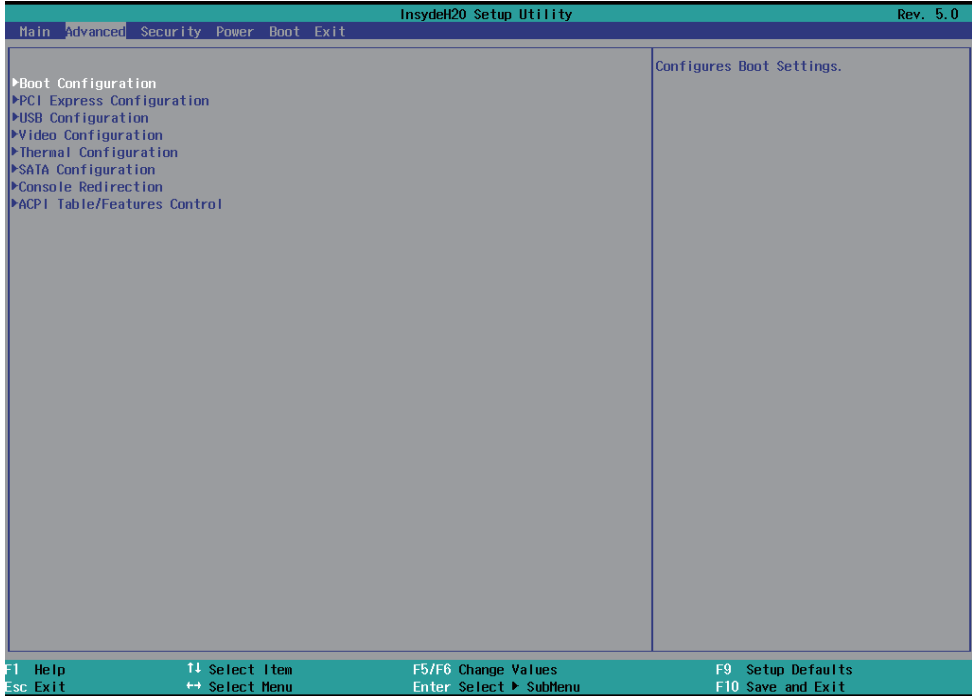 InsydeH2O Setup Utility Rev. 5.0
Main Advanced Security Power Boot Exit
Configures Boot Settings.
▶Boot Configuration
▶PCI Express Configuration
▶USB Configuration
▶Video Configuration
▶Thermal Configuration
▶SATA Configuration
▶Console Redirection
▶ACPI Table/Features Control
F1 Help ↑↓ Select Item F5/F6 Change Values F9 Setup Defaults
Esc Exit ↔ Select Menu Enter Select ▶ SubMenu F10 Save and Exit